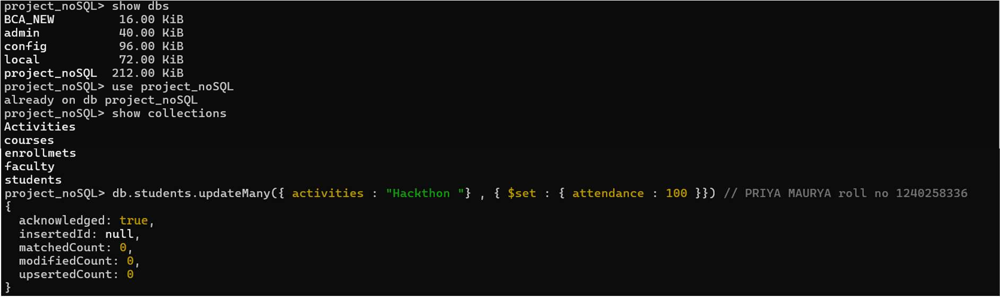 project_noSQL> show dbs
BCA_NEW         16.00 KiB
admin           40.00 KiB
config          96.00 KiB
local           72.00 KiB
project_noSQL  212.00 KiB
project_noSQL> use project_noSQL
already on db project_noSQL
project_noSQL> show collections
Activities
courses
enrollmets
faculty
students
project_noSQL> db.students.updateMany({ activities : "Hackthon "} , { $set : { attendance : 100 }}) // PRIYA MAURYA roll no 1240258336
{
  acknowledged: true,
  insertedId: null,
  matchedCount: 0,
  modifiedCount: 0,
  upsertedCount: 0
}